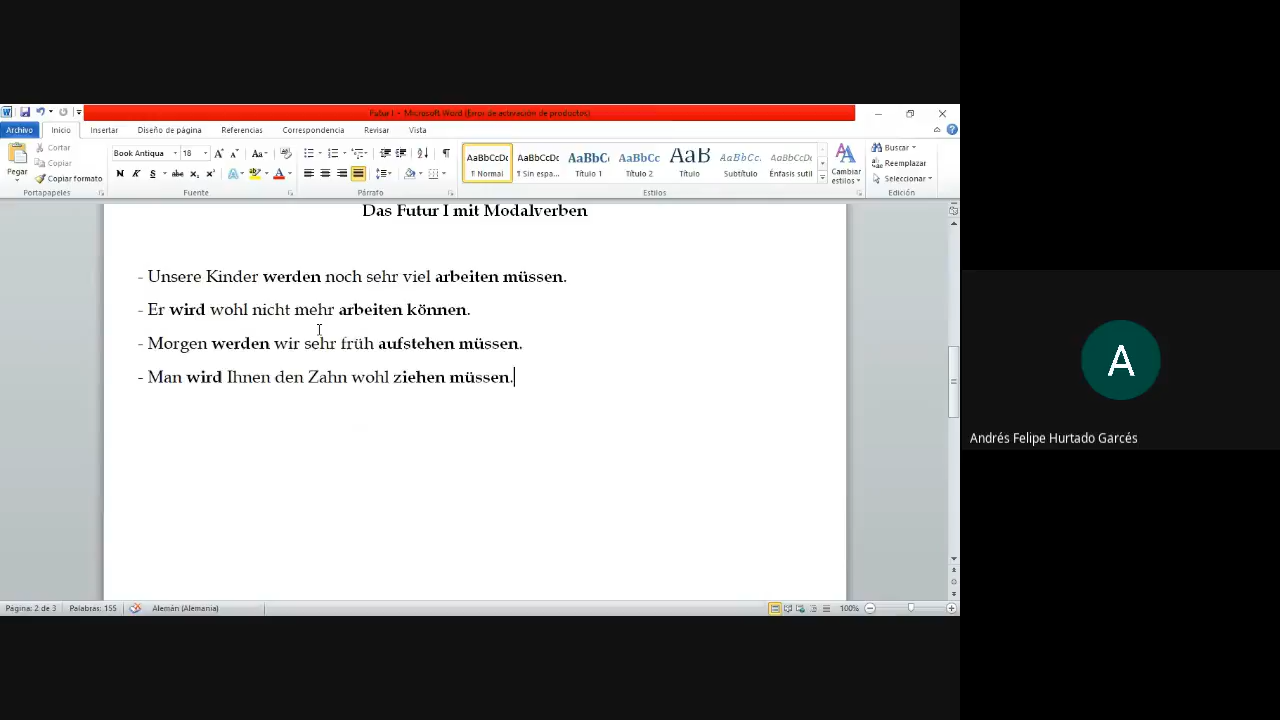 Futur I - Microsoft Word (Error de activación de productos)
Archivo Inicio Insertar Diseño de página Referencias Correspondencia Revisar Vista
Pegar Cortar Copiar Copiar formato Portapapeles
Book Antiqua 18 Aa N K S abc x₂ x² A Fuente
Párrafo
AaBbCcDc ¶ Normal AaBbCcDc ¶ Sin espa... AaBbC Título 1 AaBbCc Título 2 AaB Título AaBbCc. Subtítulo AaBbCcDc Énfasis sutil Cambiar estilos Estilos
Buscar Reemplazar Seleccionar Edición
Das Futur I mit Modalverben
- Unsere Kinder werden noch sehr viel arbeiten müssen.
- Er wird wohl nicht mehr arbeiten können.
- Morgen werden wir sehr früh aufstehen müssen.
- Man wird Ihnen den Zahn wohl ziehen müssen.
A
Andrés Felipe Hurtado Garcés
Página: 2 de 3 Palabras: 155 Alemán (Alemania) 100%